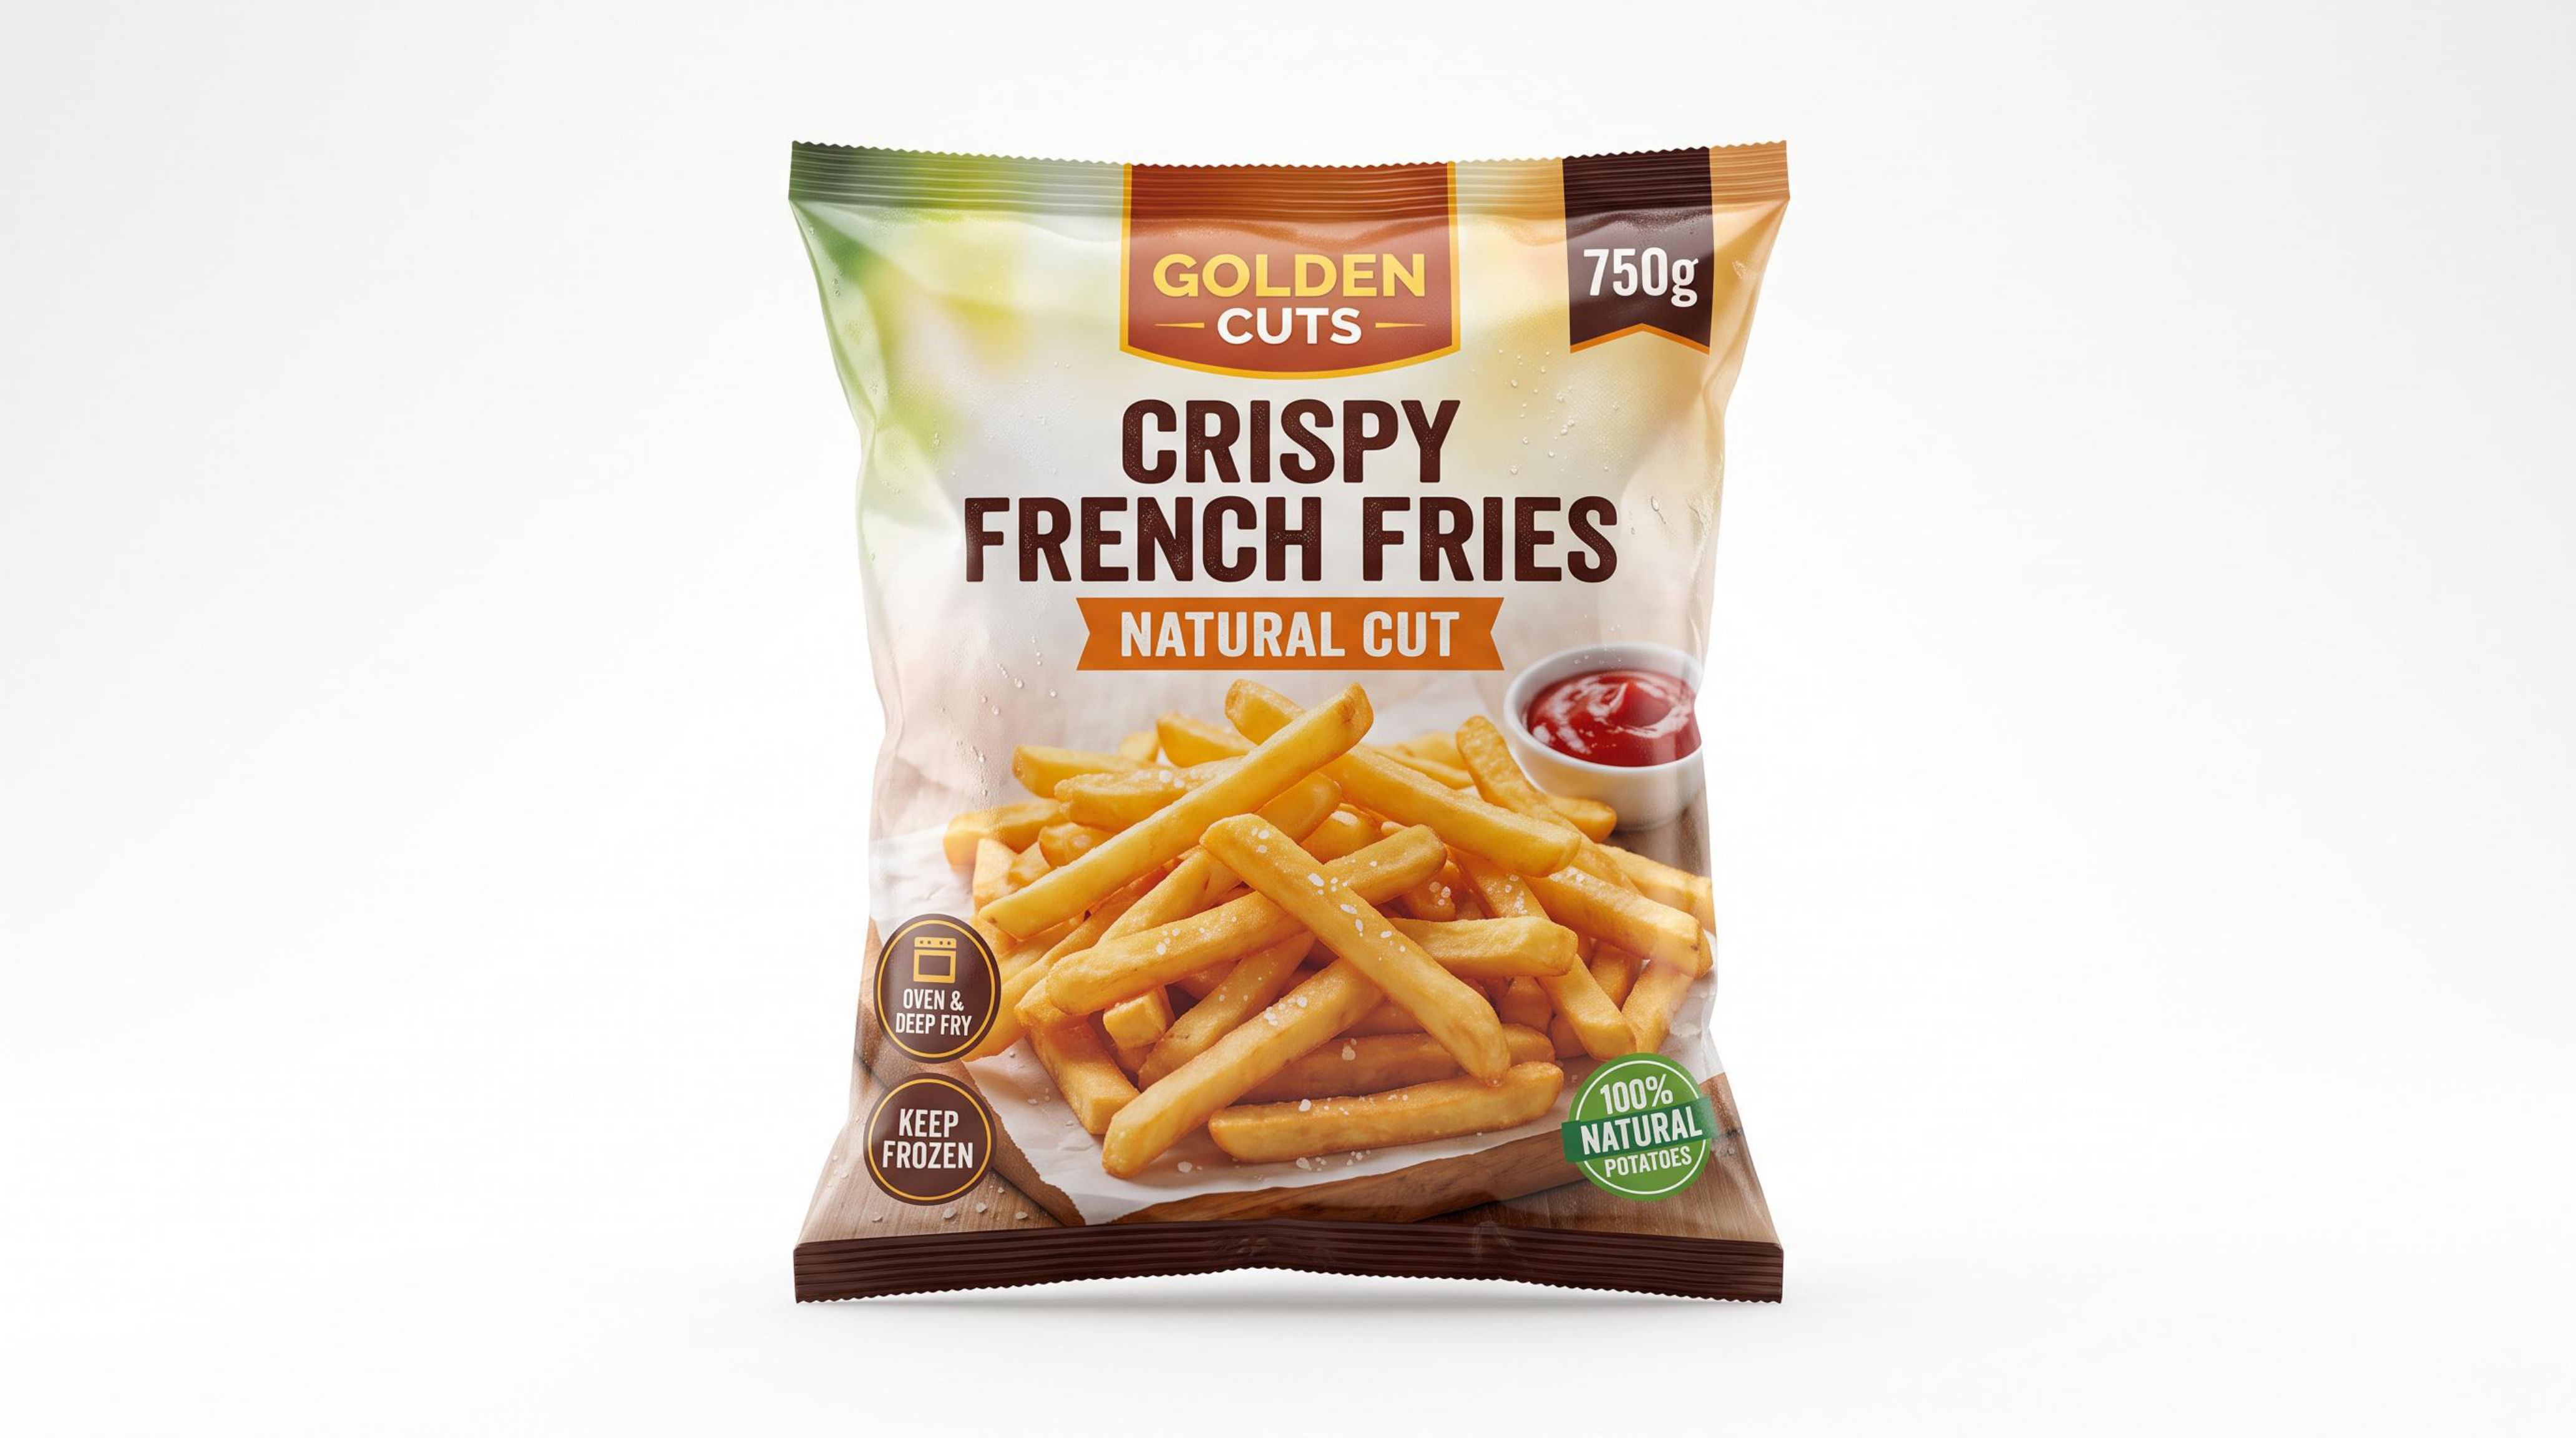 GOLDEN
CUTS
750g
CRISPY
FRENCH FRIES
NATURAL CUT
OVEN &
DEEP FRY
KEEP
FROZEN
100%
NATURAL
POTATOES